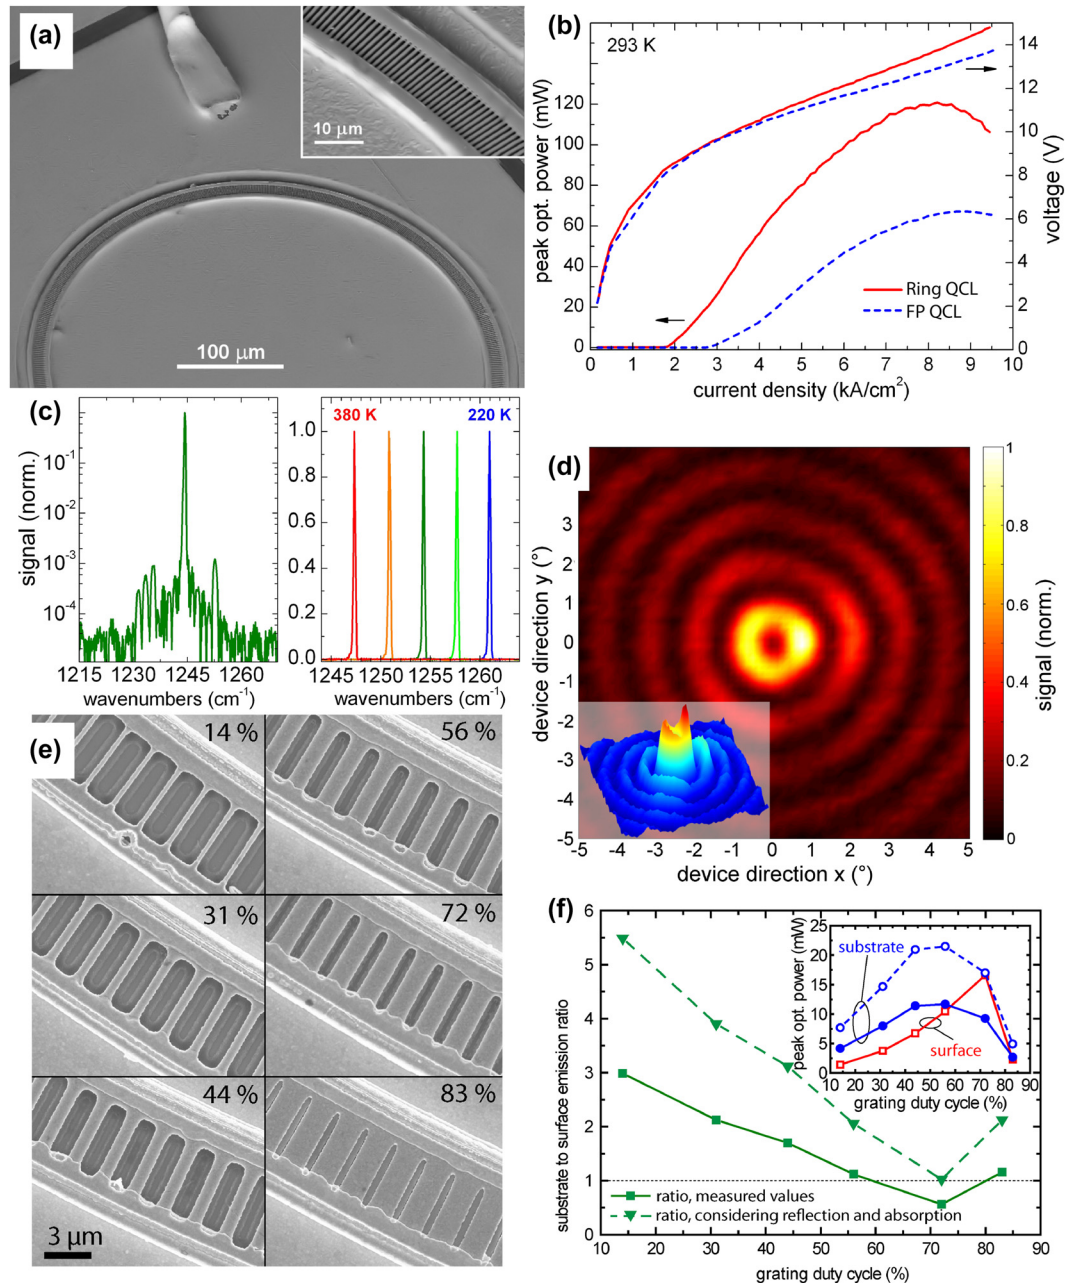 (a)
10 μm
100 μm
(b)
293 K
peak opt. power (mW)
120
100
80
60
40
20
0
14
12
10
8
6
4
2
0
voltage (V)
Ring QCL
FP QCL
0 1 2 3 4 5 6 7 8 9 10
current density (kA/cm²)
(c)
signal (norm.)
10⁻¹
10⁻²
10⁻³
10⁻⁴
1215 1230 1245 1260
wavenumbers (cm⁻¹)
380 K
220 K
1.0
0.8
0.6
0.4
0.2
0.0
1245 1250 1255 1260
wavenumbers (cm⁻¹)
(d)
device direction y (°)
3
2
1
0
-1
-2
-3
-4
-5
-5 -4 -3 -2 -1 0 1 2 3 4 5
device direction x (°)
1
0.8
0.6
0.4
0.2
0
signal (norm.)
(e)
14 %
56 %
31 %
72 %
44 %
83 %
3 μm
(f)
substrate to surface emission ratio
6
5
4
3
2
1
0
ratio, measured values
ratio, considering reflection and absorption
10 20 30 40 50 60 70 80 90
grating duty cycle (%)
peak opt. power (mW)
25
20
15
10
5
0
substrate
surface
20 30 40 50 60 70 80 90
grating duty cycle (%)